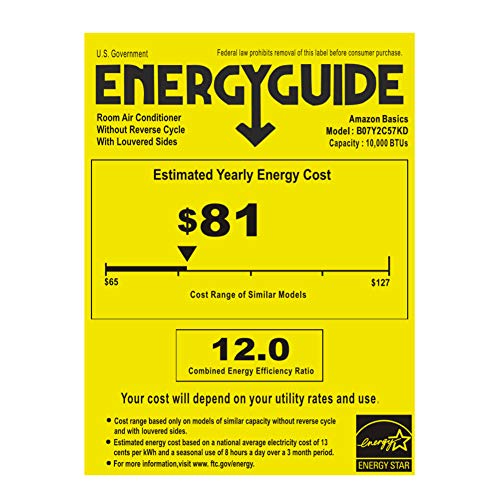 U.S. Government
Federal law prohibits removal of this label before consumer purchase.
ENERGYGUIDE
Room Air Conditioner
Without Reverse Cycle
With Louvered Sides
Amazon Basics
Model : B07Y2C57KD
Capacity : 10,000 BTUs
Estimated Yearly Energy Cost
$81
$65
$127
Cost Range of Similar Models
12.0
Combined Energy Efficiency Ratio
Your cost will depend on your utility rates and use.
• Cost range based only on models of similar capacity without reverse cycle
and with louvered sides.
• Estimated energy cost based on a national average electricity cost of 13
cents per kWh and a seasonal use of 8 hours a day over a 3 month period.
• For more information,visit www. ftc.gov/energy.
energy
ENERGY STAR